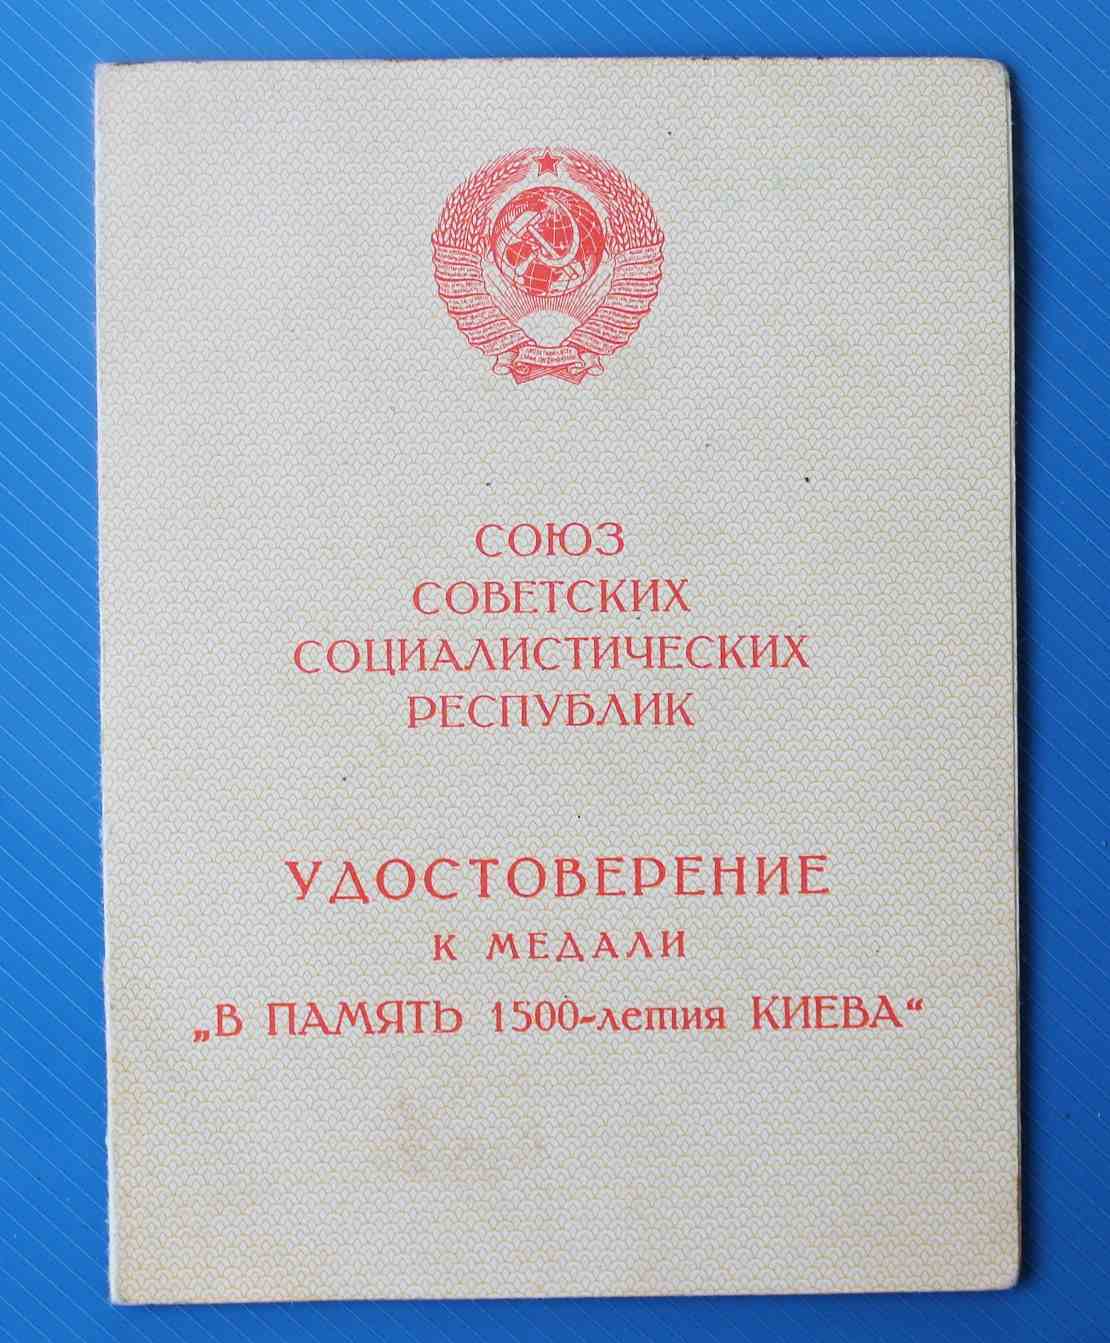 СОЮЗ
СОВЕТСКИХ
СОЦИАЛИСТИЧЕСКИХ
РЕСПУБЛИК
УДОСТОВЕРЕНИЕ
К МЕДАЛИ
„В ПАМЯТЬ 1500-летия КИЕВА“